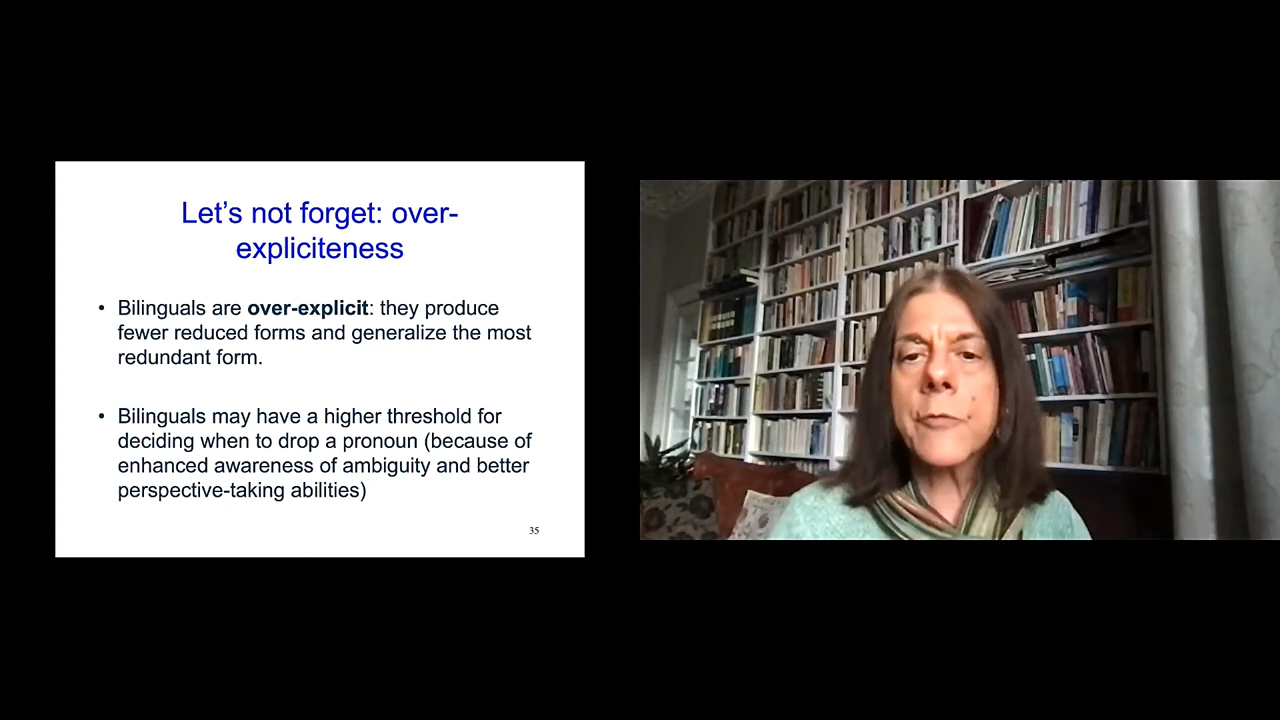 Let's not forget: over-
expliciteness
• Bilinguals are over-explicit: they produce
fewer reduced forms and generalize the most
redundant form.
• Bilinguals may have a higher threshold for
deciding when to drop a pronoun (because of
enhanced awareness of ambiguity and better
perspective-taking abilities)
35